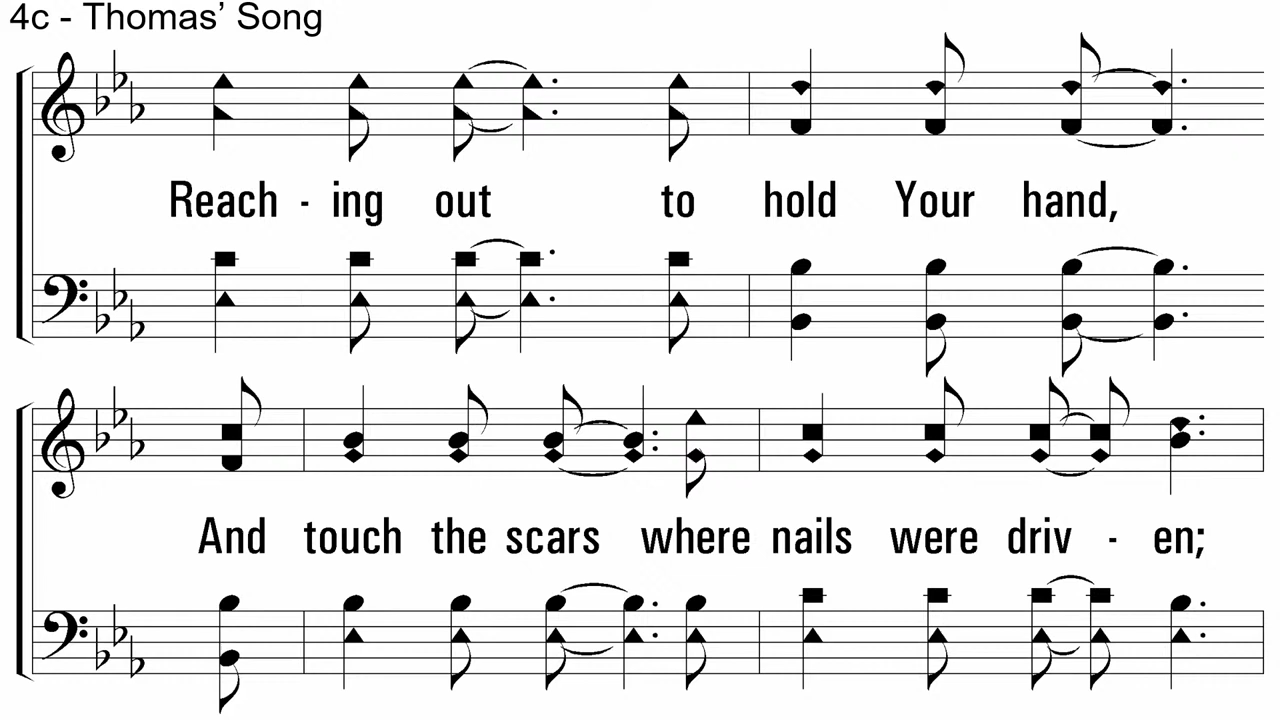 4c - Thomas’ Song
Reach - ing out to hold Your hand,
And touch the scars where nails were driv - en;